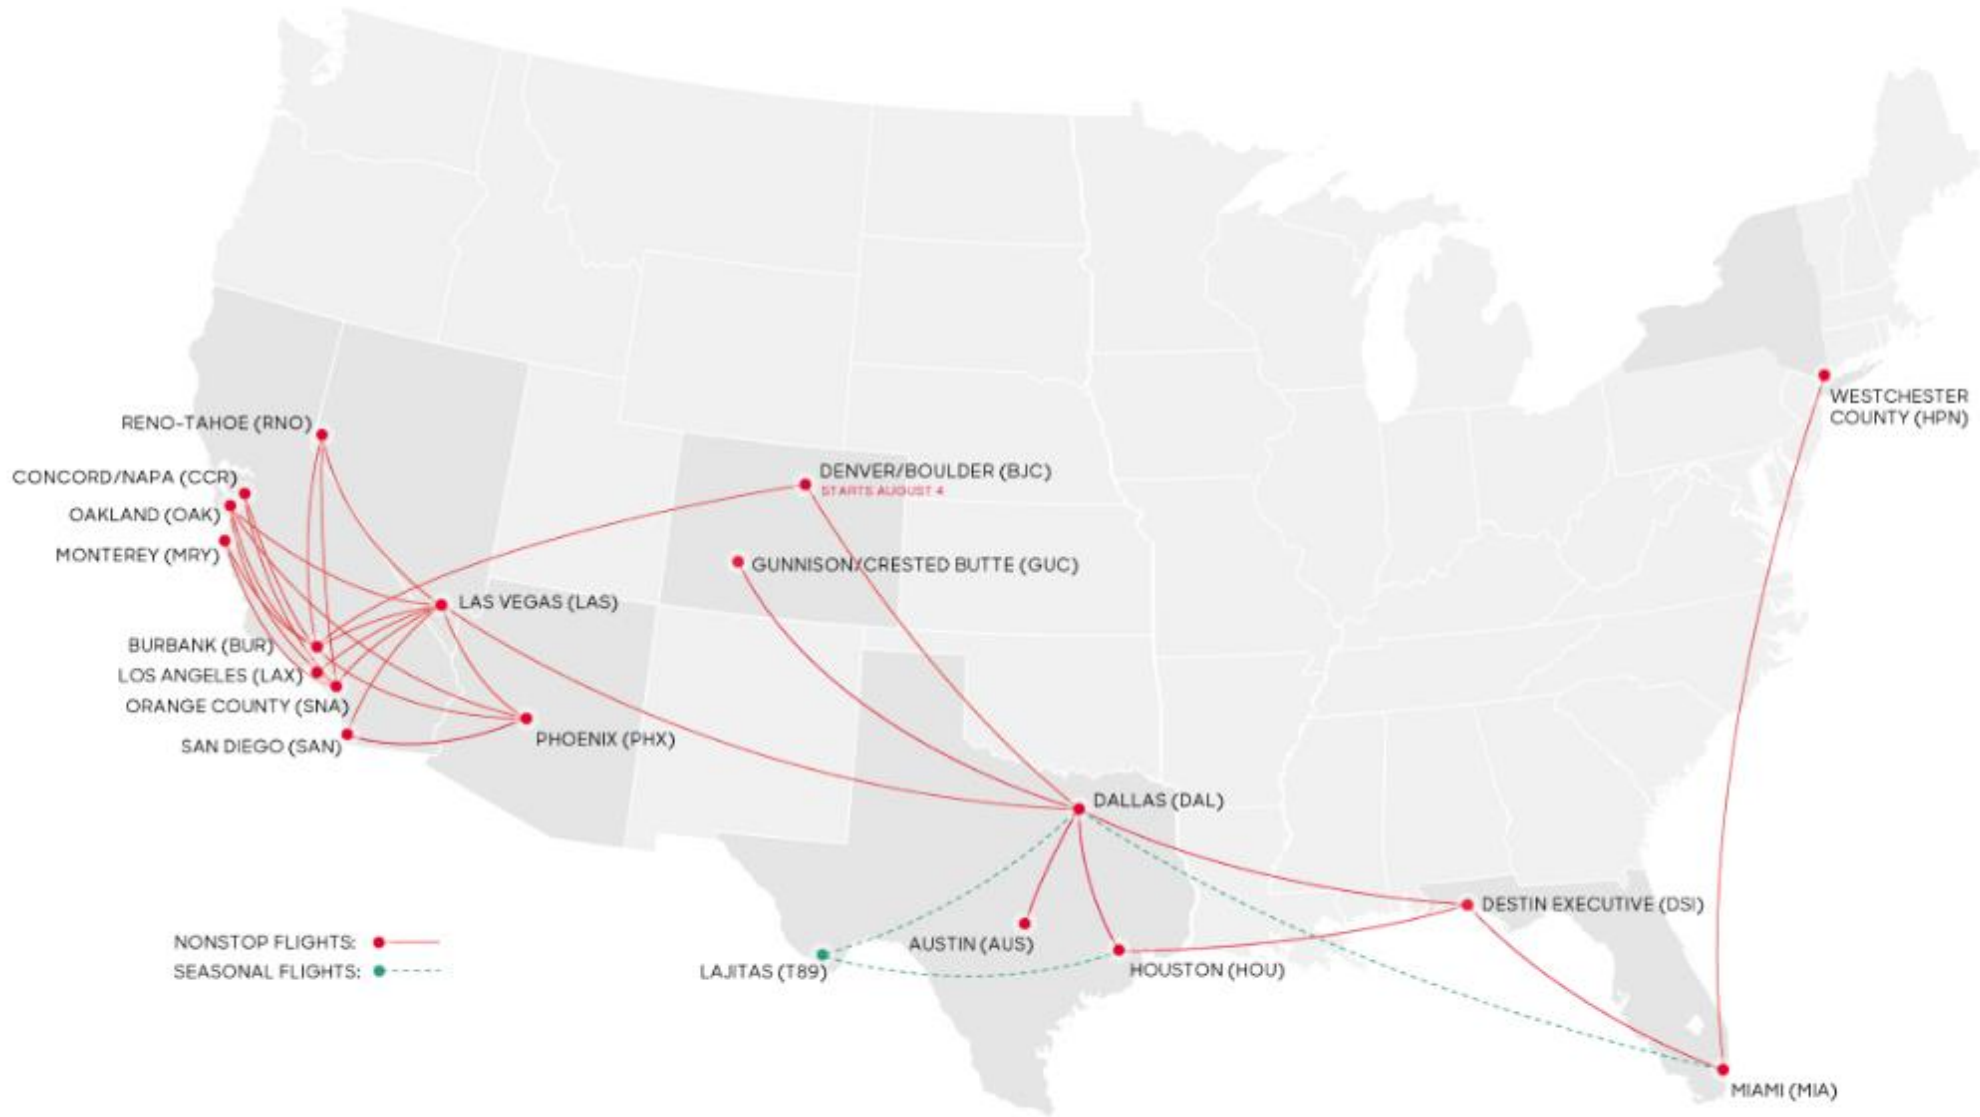 RENO-TAHOE (RNO)
CONCORD/NAPA (CCR)
OAKLAND (OAK)
MONTEREY (MRY)
BURBANK (BUR)
LOS ANGELES (LAX)
ORANGE COUNTY (SNA)
SAN DIEGO (SAN)
LAS VEGAS (LAS)
PHOENIX (PHX)
DENVER/BOULDER (BJC)
STARTS AUGUST 4
GUNNISON/CRESTED BUTTE (GUC)
DALLAS (DAL)
AUSTIN (AUS)
LAJITAS (T89)
HOUSTON (HOU)
DESTIN EXECUTIVE (DSI)
MIAMI (MIA)
WESTCHESTER
COUNTY (HPN)
NONSTOP FLIGHTS:
SEASONAL FLIGHTS: